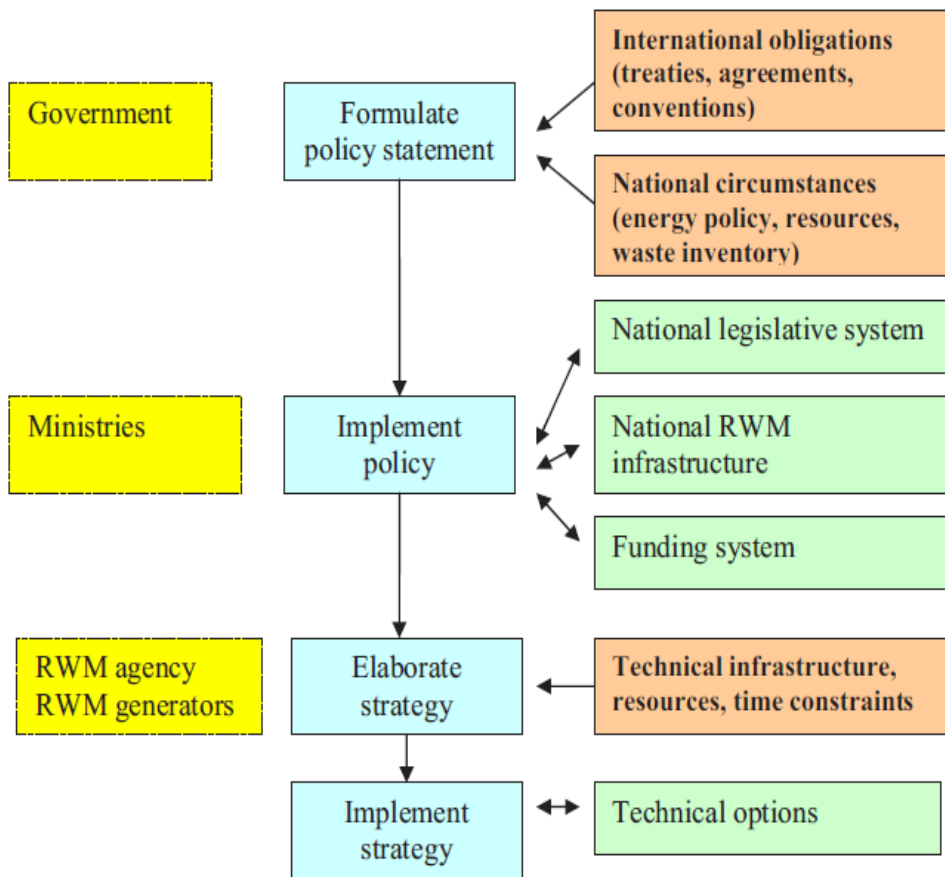 Government
Formulate
policy statement
International obligations
(treaties, agreements,
conventions)
National circumstances
(energy policy, resources,
waste inventory)
Ministries
Implement
policy
National legislative system
National RWM
infrastructure
Funding system
RWM agency
RWM generators
Elaborate
strategy
Technical infrastructure,
resources, time constraints
Implement
strategy
Technical options